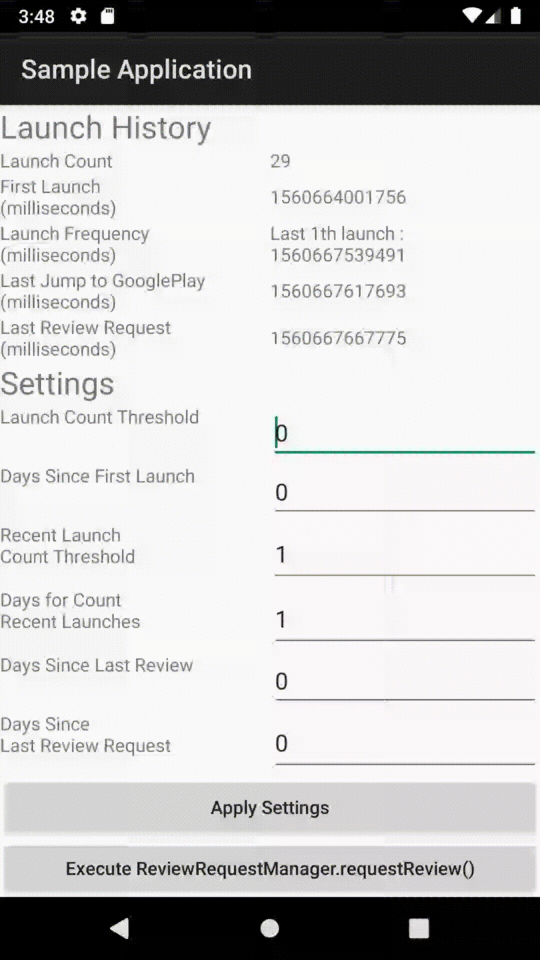 3:48
Sample Application
Launch History
Launch Count 29
First Launch
(milliseconds) 1560664001756
Launch Frequency
(milliseconds) Last 1th launch :
1560667539491
Last Jump to GooglePlay
(milliseconds) 1560667617693
Last Review Request
(milliseconds) 1560667667775
Settings
Launch Count Threshold 0
Days Since First Launch 0
Recent Launch
Count Threshold 1
Days for Count
Recent Launches 1
Days Since Last Review 0
Days Since
Last Review Request 0
Apply Settings
Execute ReviewRequestManager.requestReview()